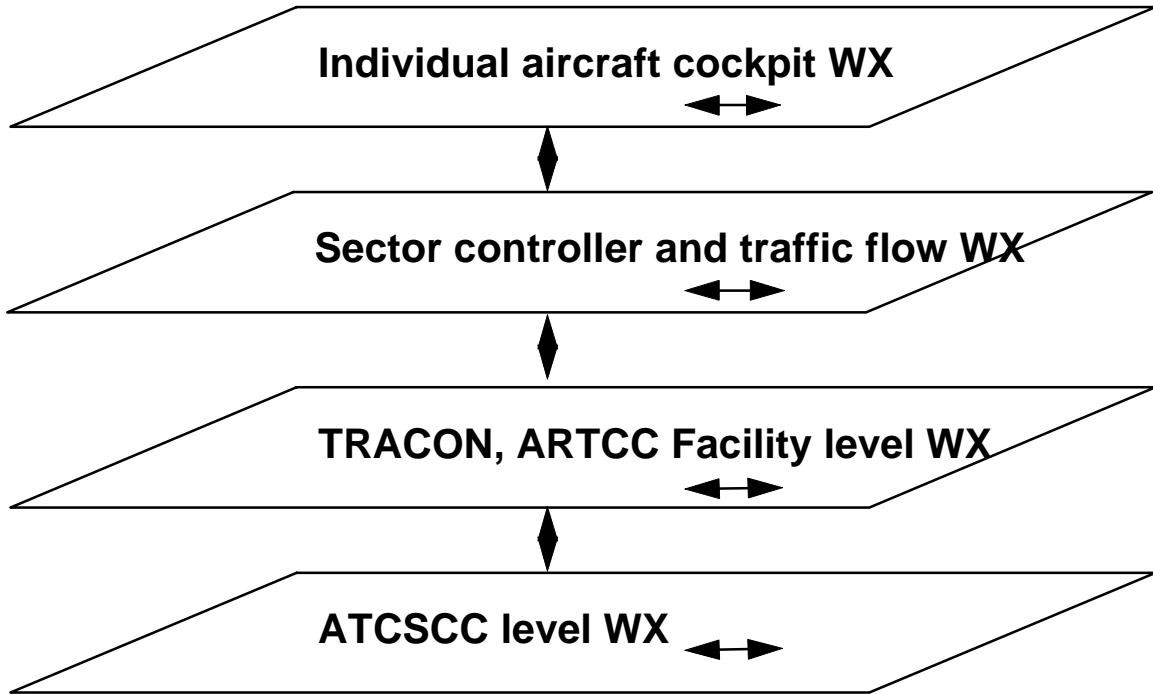 Individual aircraft cockpit WX
Sector controller and traffic flow WX
TRACON, ARTCC Facility level WX
ATCSCC level WX